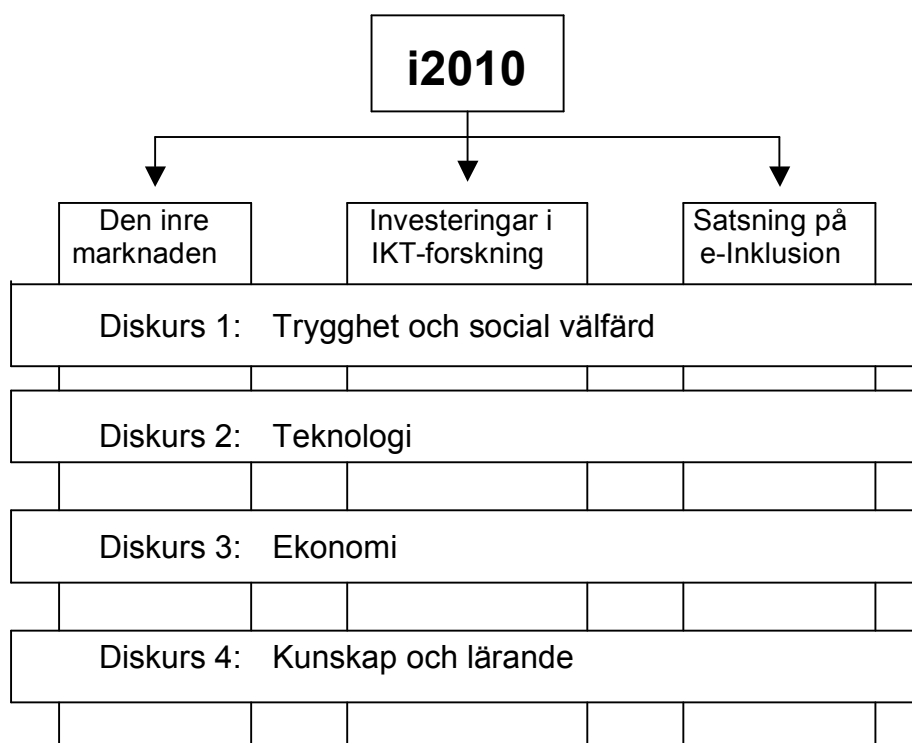 i2010
Den inre
marknaden
Investeringar i
IKT-forskning
Satsning på
e-Inklusion
Diskurs 1: Trygghet och social välfärd
Diskurs 2: Teknologi
Diskurs 3: Ekonomi
Diskurs 4: Kunskap och lärande